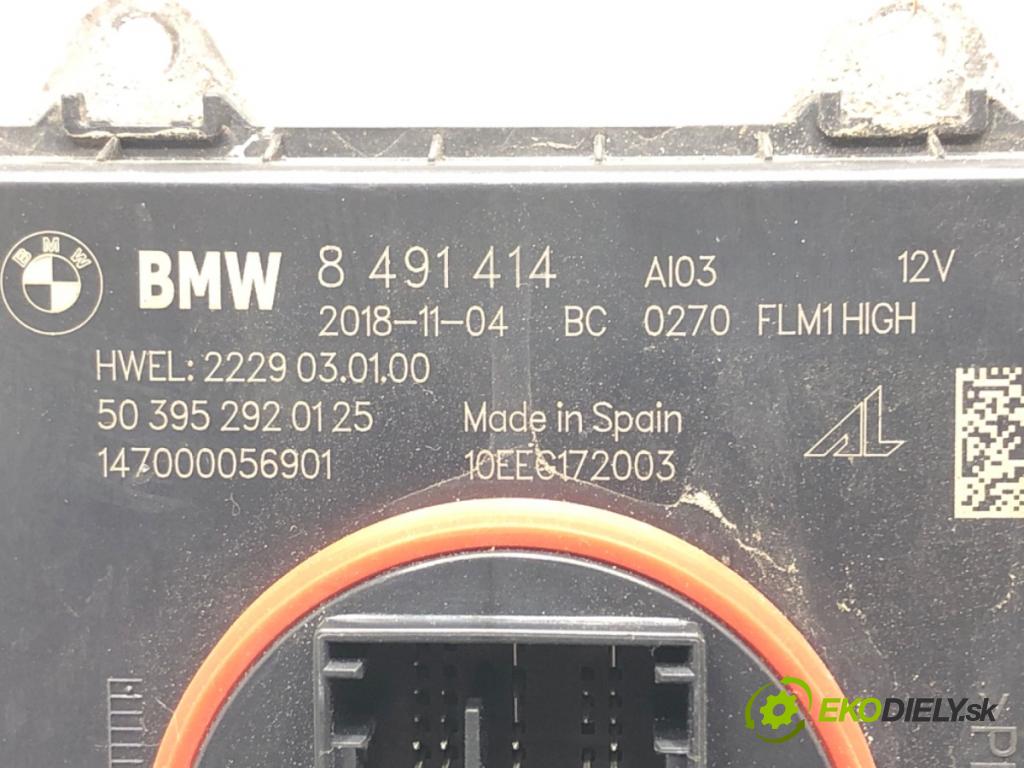 BMW
BMW 8 491 414 AI03 12V
2018-11-04 BC 0270 FLM1 HIGH
HWEL: 2229 03.01.00
50 395 292 01 25 Made in Spain
147000056901 10EEG172003
AL
EKODIELY.sk